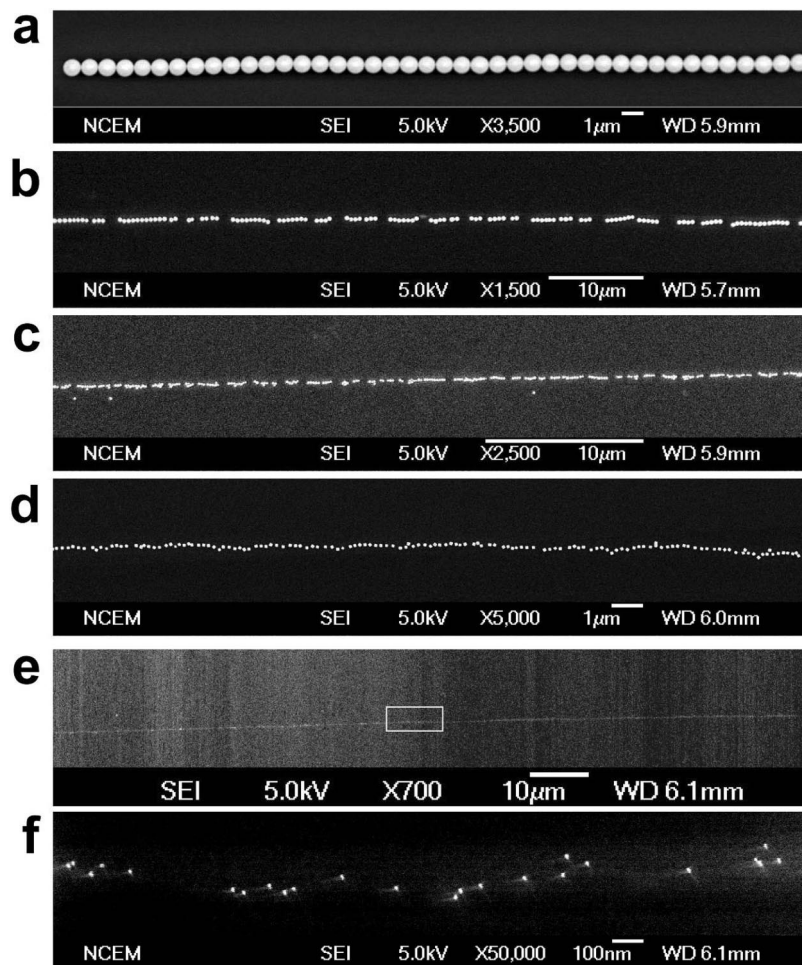 a
NCEM SEI 5.0kV X3,500 1μm WD 5.9mm
b
NCEM SEI 5.0kV X1,500 10μm WD 5.7mm
c
NCEM SEI 5.0kV X2,500 10μm WD 5.9mm
d
NCEM SEI 5.0kV X5,000 1μm WD 6.0mm
e
SEI 5.0kV X700 10μm WD 6.1mm
f
NCEM SEI 5.0kV X50,000 100nm WD 6.1mm